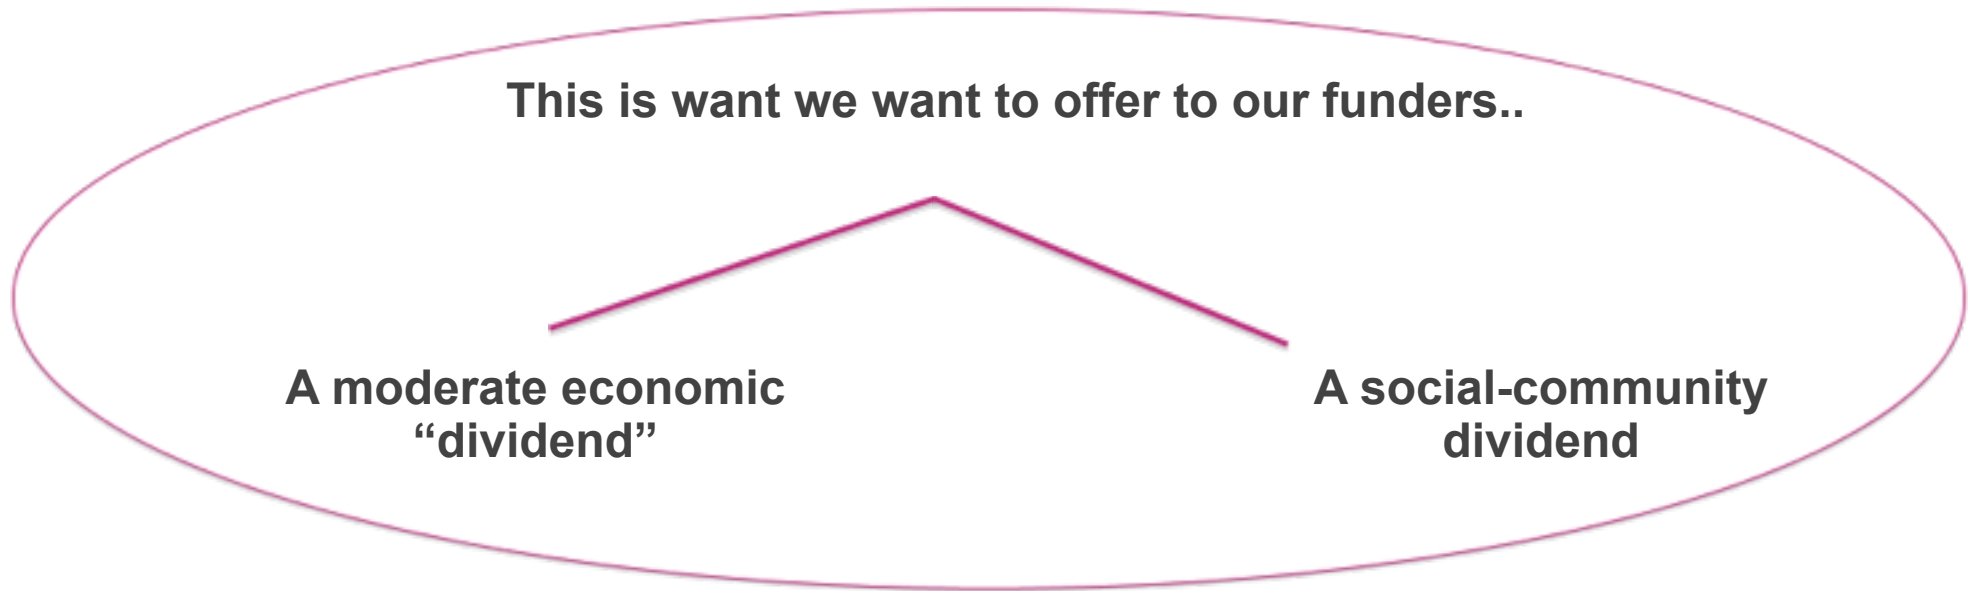 This is want we want to offer to our funders..
A moderate economic
“dividend”
A social-community
dividend